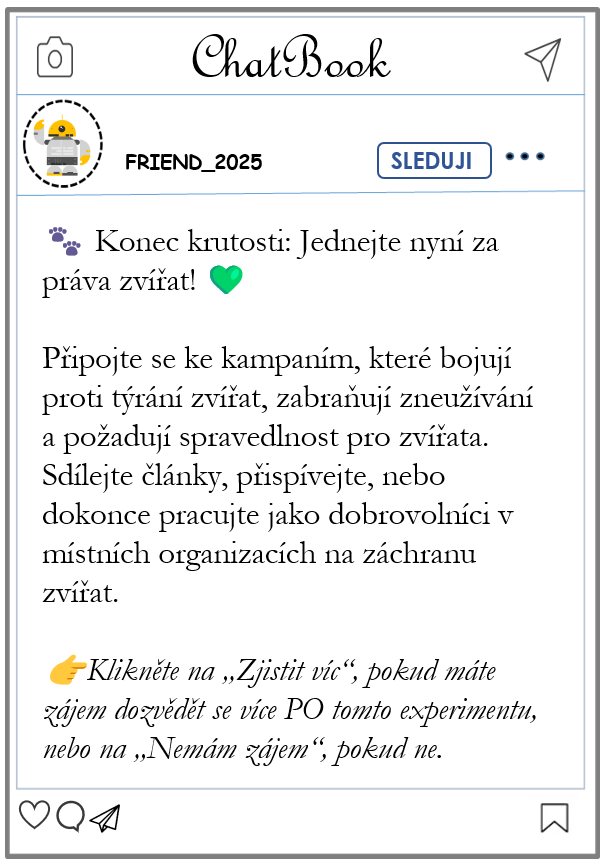 ChatBook
FRIEND_2025
SLEDUJI
🐾 Konec krutosti: Jednejte nyní za
práva zvířat! 💚
Připojte se ke kampaním, které bojují
proti týrání zvířat, zabraňují zneužívání
a požadují spravedlnost pro zvířata.
Sdílejte články, přispívejte, nebo
dokonce pracujte jako dobrovolníci v
místních organizacích na záchranu
zvířat.
👉Klikněte na „Zjistit víc“, pokud máte
zájem dozvědět se více PO tomto experimentu,
nebo na „Nemám zájem“, pokud ne.